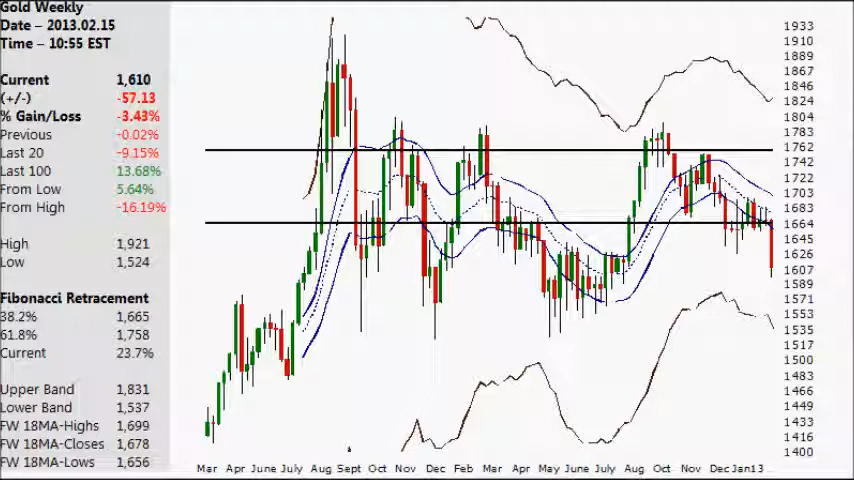 Gold Weekly
Date – 2013.02.15
Time – 10:55 EST
Current 1,610
(+/-) -57.13
% Gain/Loss -3.43%
Previous -0.02%
Last 20 -9.15%
Last 100 13.68%
From Low 5.64%
From High -16.19%
High 1,921
Low 1,524
Fibonacci Retracement
38.2% 1,665
61.8% 1,758
Current 23.7%
Upper Band 1,831
Lower Band 1,537
FW 18MA-Highs 1,699
FW 18MA-Closes 1,678
FW 18MA-Lows 1,656
1933
1910
1889
1867
1846
1824
1804
1783
1762
1742
1722
1703
1683
1664
1645
1626
1607
1589
1571
1553
1535
1517
1500
1483
1466
1449
1433
1416
1400
Mar Apr June July Aug Sept Oct Nov Dec Feb Mar Apr May June July Aug Oct Nov Dec Jan13